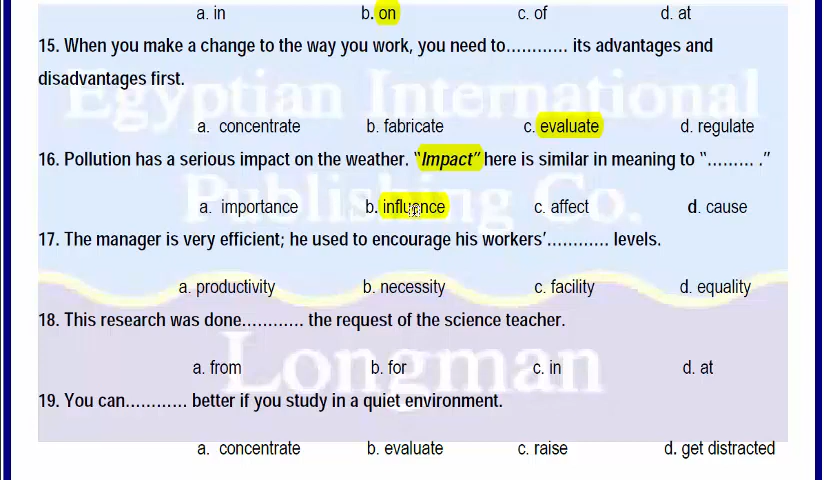 a. in b. on c. of d. at
15. When you make a change to the way you work, you need to............ its advantages and
disadvantages first.
a. concentrate b. fabricate c. evaluate d. regulate
16. Pollution has a serious impact on the weather. “Impact” here is similar in meaning to “......... .”
a. importance b. influence c. affect d. cause
17. The manager is very efficient; he used to encourage his workers’............ levels.
a. productivity b. necessity c. facility d. equality
18. This research was done............ the request of the science teacher.
a. from b. for c. in d. at
19. You can............ better if you study in a quiet environment.
a. concentrate b. evaluate c. raise d. get distracted
Egyptian International
Publishing Co.
Longman